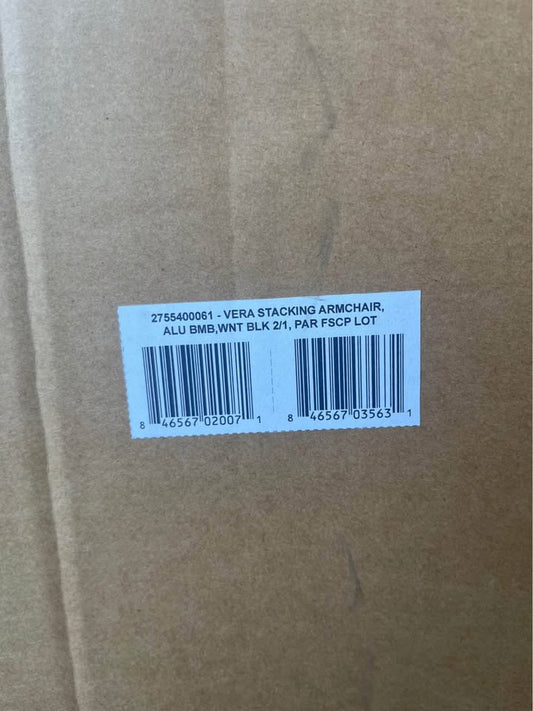 2755400061 - VERA STACKING ARMCHAIR,
ALU BMB,WNT BLK 2/1, PAR FSCP LOT
8 46567 02007 1
8 46567 03563 1